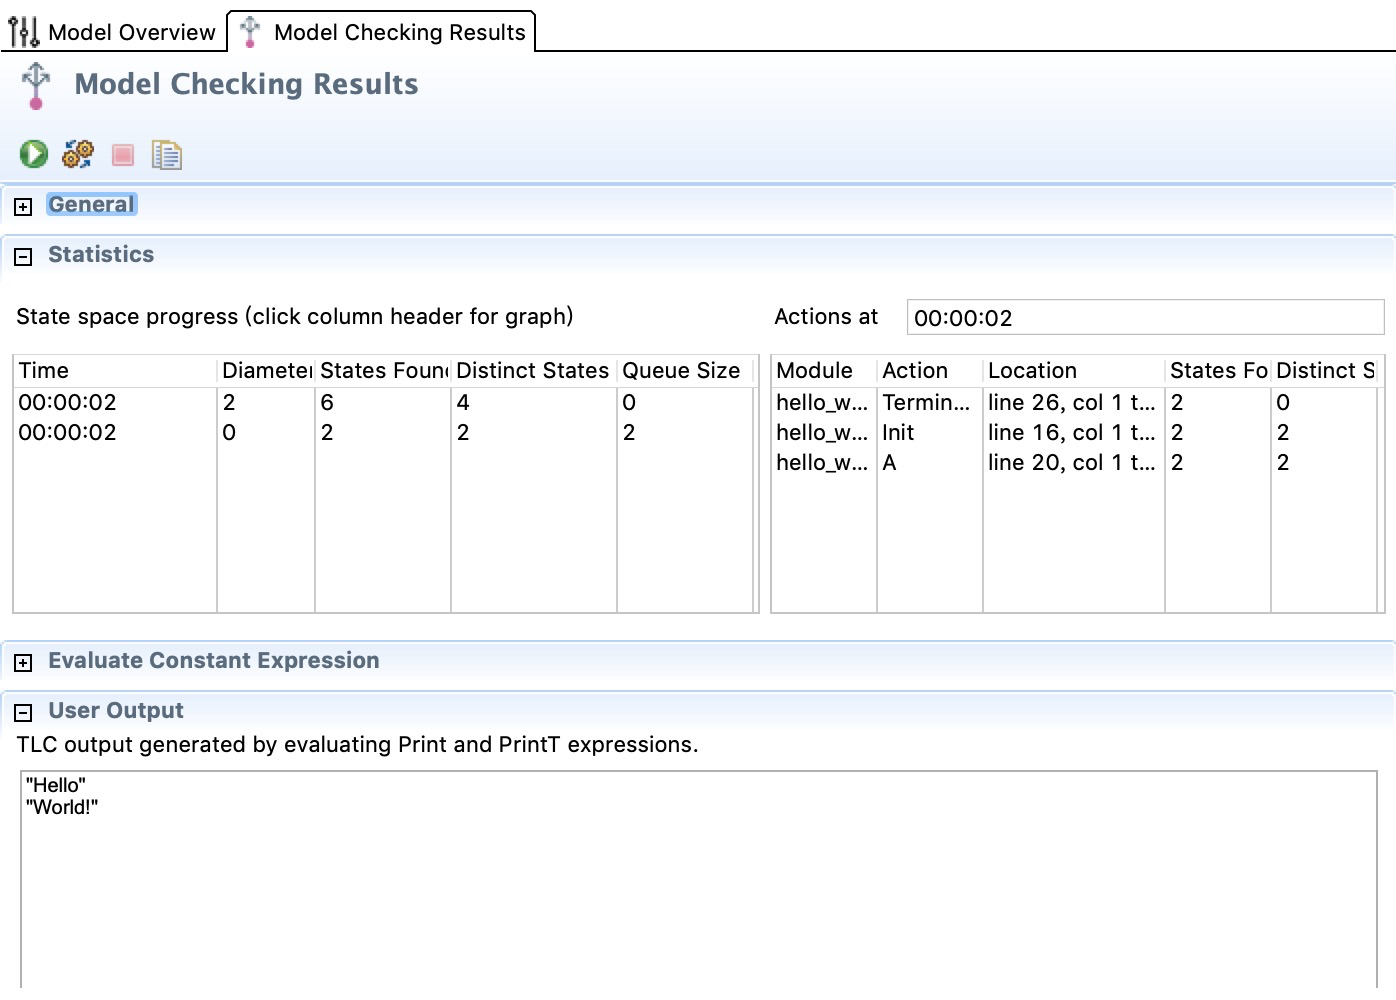 Model Overview
Model Checking Results
Model Checking Results
General
Statistics
State space progress (click column header for graph)
Actions at
00:00:02
Time Diameter States Foun Distinct States Queue Size
00:00:02 2 6 4 0
00:00:02 0 2 2 2
Module Action Location States Fo Distinct S
hello_w... Termin... line 26, col 1 t... 2 0
hello_w... Init line 16, col 1 t... 2 2
hello_w... A line 20, col 1 t... 2 2
Evaluate Constant Expression
User Output
TLC output generated by evaluating Print and PrintT expressions.
"Hello"
"World!"